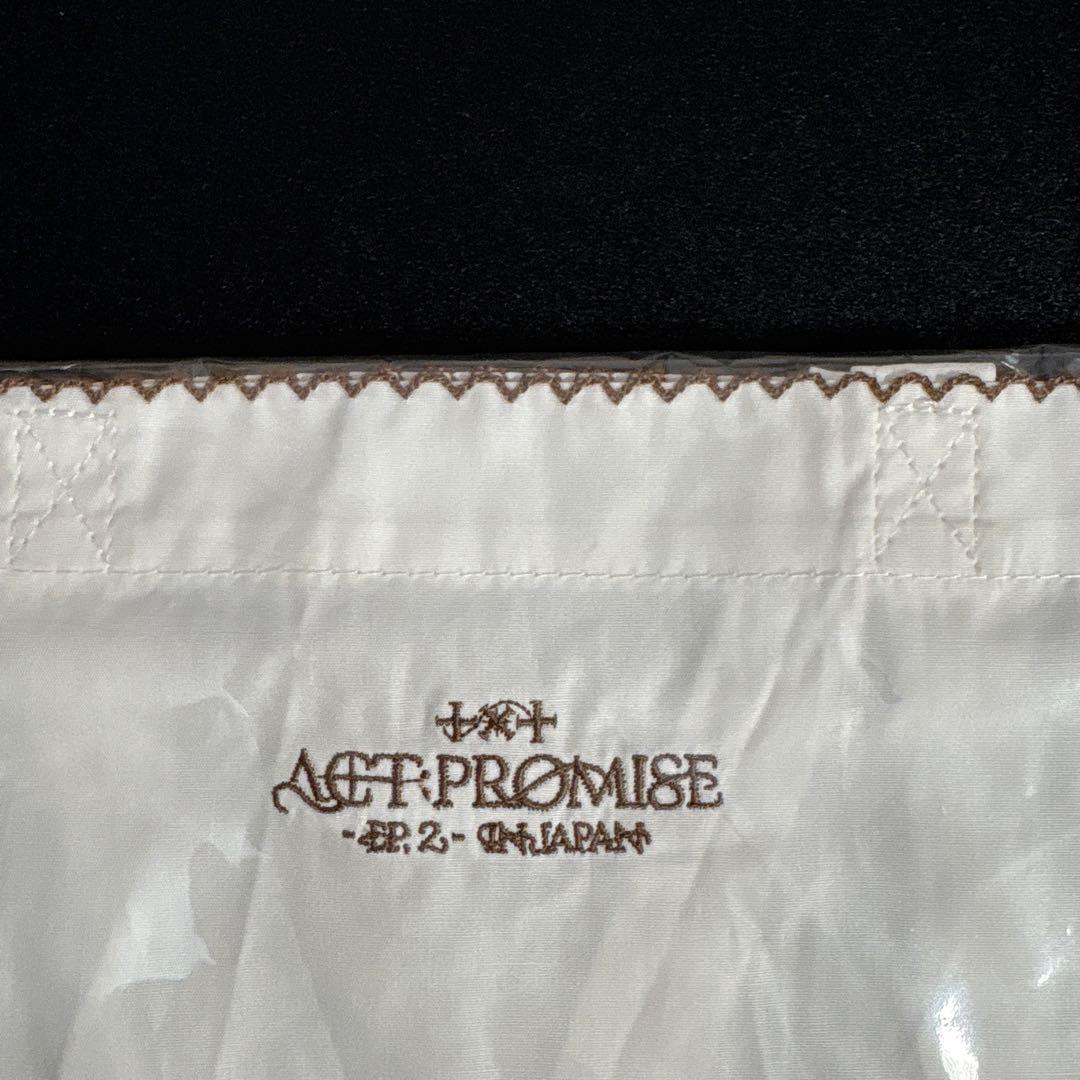 t×t
ACT:PROMISE
-EP. 2- IN JAPAN